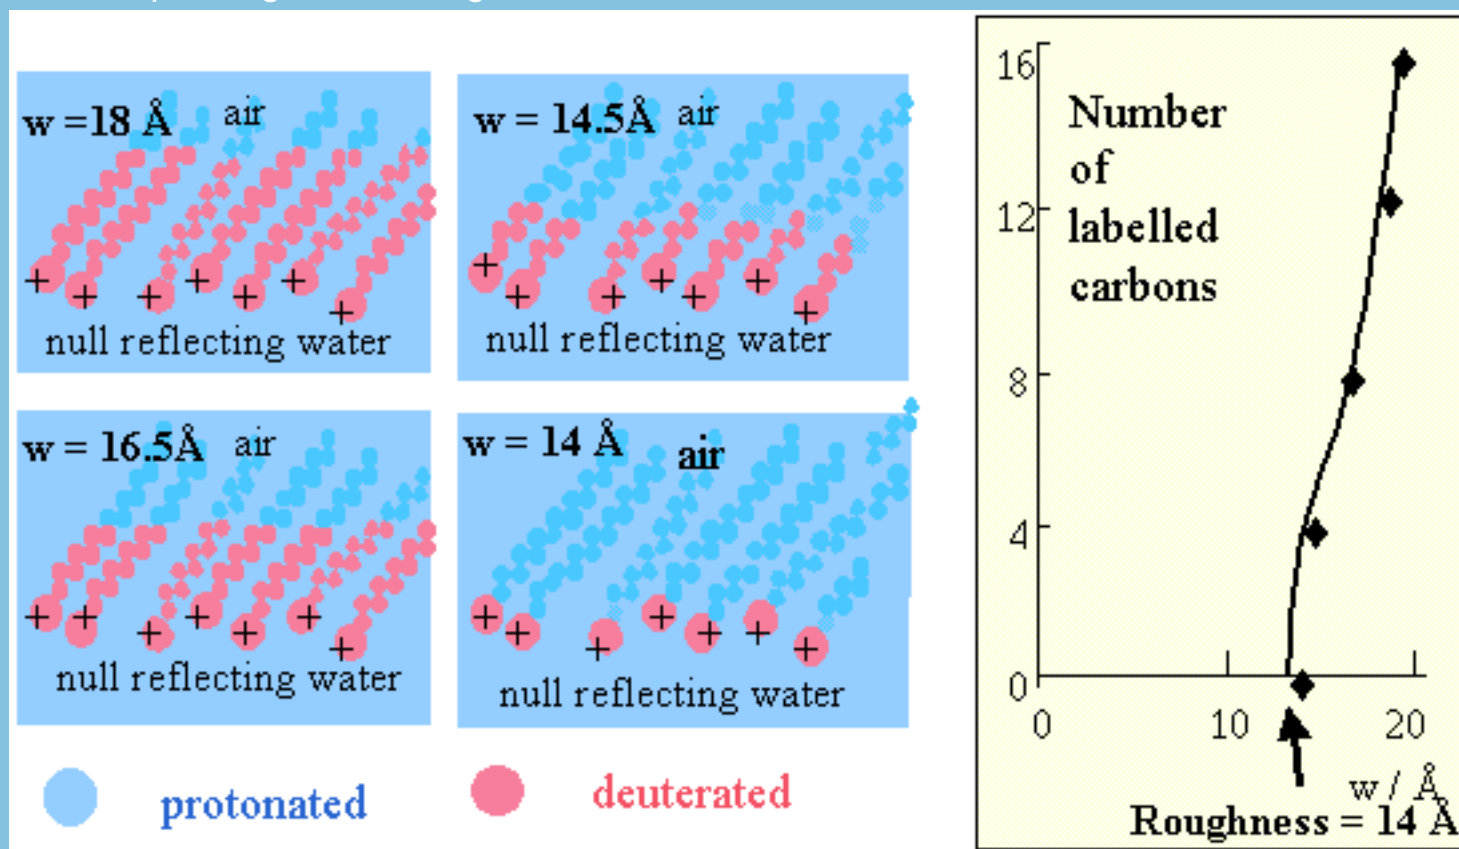 w =18 Å air
null reflecting water
w = 14.5Å air
null reflecting water
w = 16.5Å air
null reflecting water
w = 14 Å air
null reflecting water
protonated
deuterated
16
12
8
4
0
Number
of
labelled
carbons
0 10 20
w / Å
Roughness = 14 Å